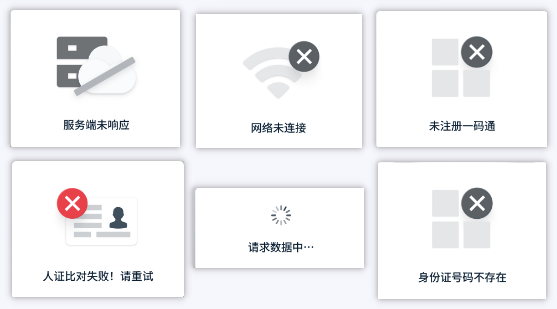 服务端未响应
网络未连接
未注册一码通
人证比对失败！请重试
请求数据中…
身份证号码不存在